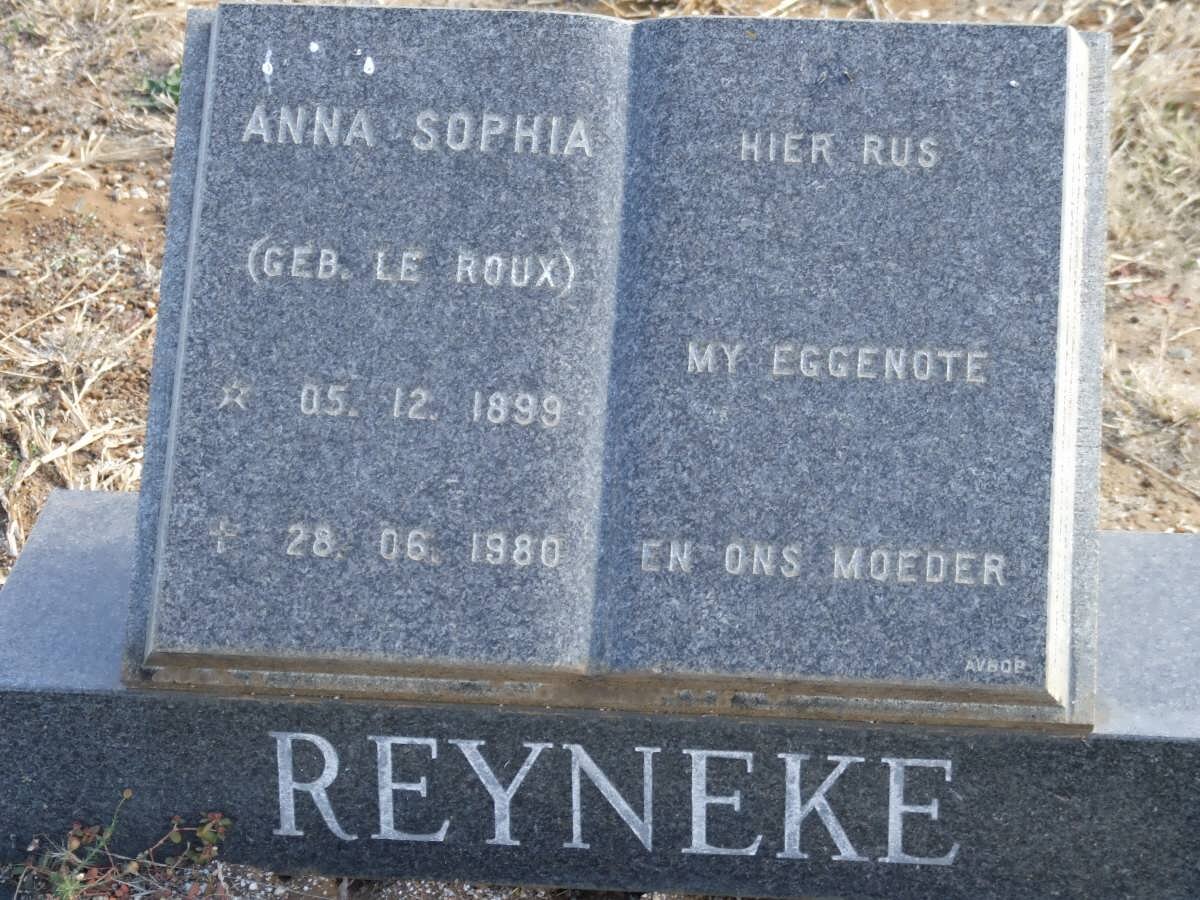 ANNA SOPHIA
(GEB. LE ROUX)
☆ 05. 12. 1899
✝ 28. 06. 1980
HIER RUS
MY EGGENOTE
EN ONS MOEDER
AVBOP
REYNEKE